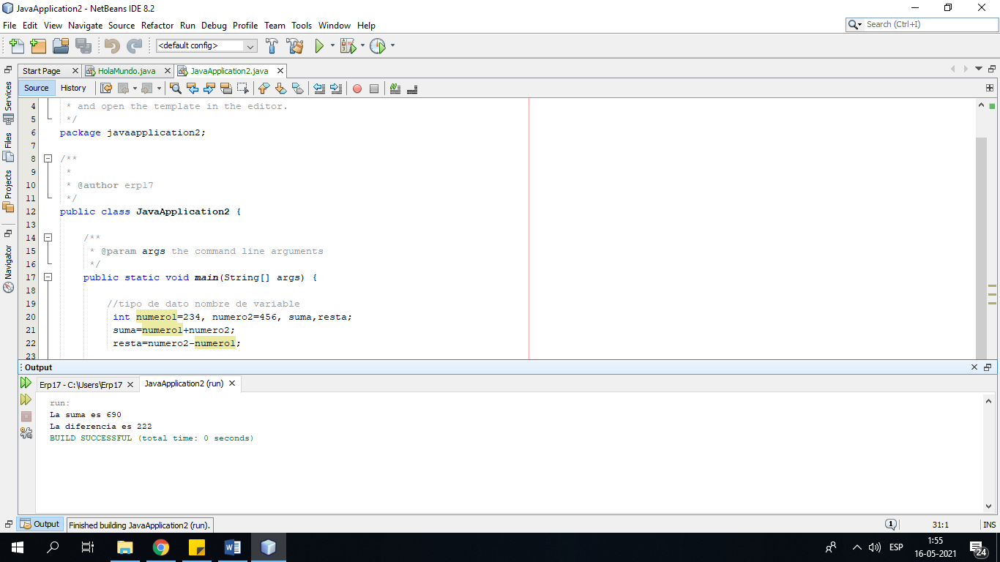 JavaApplication2 - NetBeans IDE 8.2
File Edit View Navigate Source Refactor Run Debug Profile Team Tools Window Help
Search (Ctrl+I)
<default config>
Start Page HolaMundo.java JavaApplication2.java
Source History
Services
Files
Projects
Navigator
4 * and open the template in the editor.
5 */
6 package javaapplication2;
7
8 /**
9 *
10 * @author erp17
11 */
12 public class JavaApplication2 {
13
14 /**
15 * @param args the command line arguments
16 */
17 public static void main(String[] args) {
18
19 //tipo de dato nombre de variable
20 int numero1=234, numero2=456, suma,resta;
21 suma=numero1+numero2;
22 resta=numero2-numero1;
23
Output
Erp17 - C:\Users\Erp17 JavaApplication2 (run)
run:
La suma es 690
La diferencia es 222
BUILD SUCCESSFUL (total time: 0 seconds)
Output Finished building JavaApplication2 (run). 1 31:1 INS
ESP
1:55
16-05-2021
24